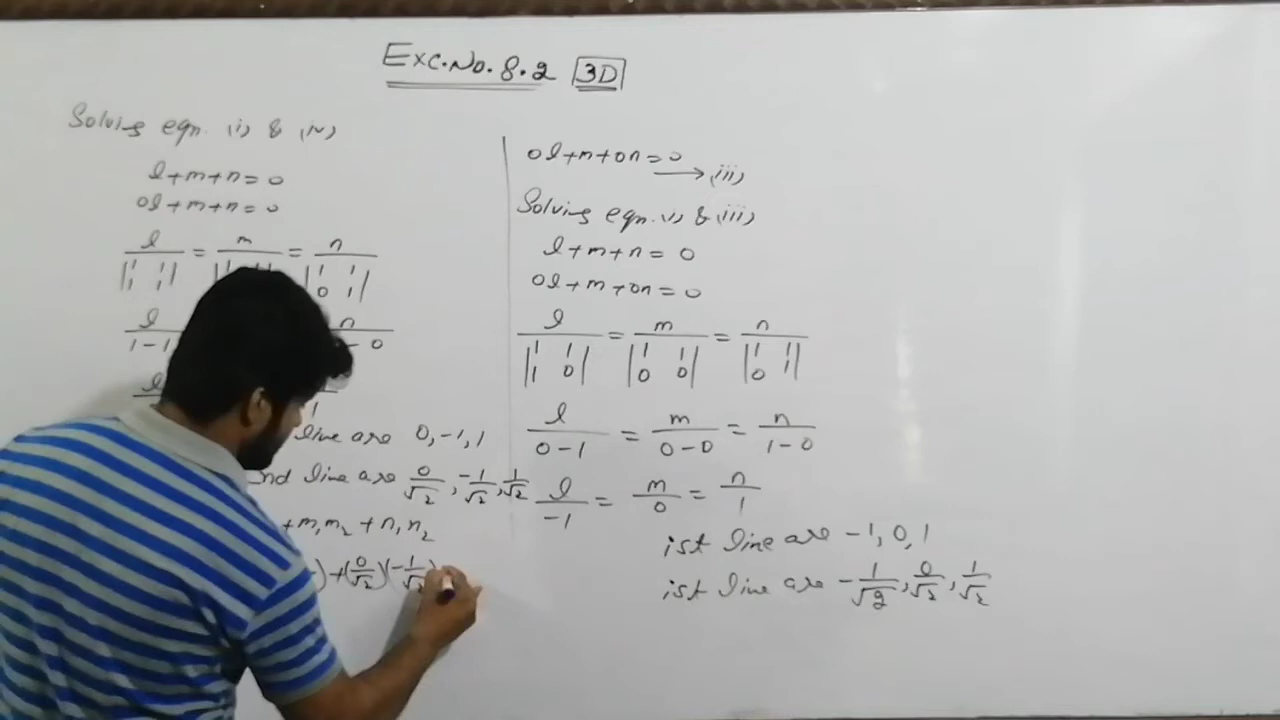 Exc.No.8.2 3D
Solving eqn. (i) & (iv)
l+m+n=0
0l+m+n=0
l/|1 1 1 1| = m/|1 = n/|1 1 0 1|
l/1-1 n/-0
l 1
line are 0,-1,1
nd line are 0/√2, -1/√2, 1/√2
+m₁m₂+n₁n₂
)+(0/√2)(-1/√2)
0l+m+0n=0 → (iii)
Solving eqn. (i) & (iii)
l+m+n=0
0l+m+0n=0
l/|1 1 1 0| = m/|1 1 0 0| = n/|1 1 0 1|
l/0-1 = m/0-0 = n/1-0
l/-1 = m/0 = n/1
ist line are -1,0,1
ist line are -1/√2, 0/√2, 1/√2